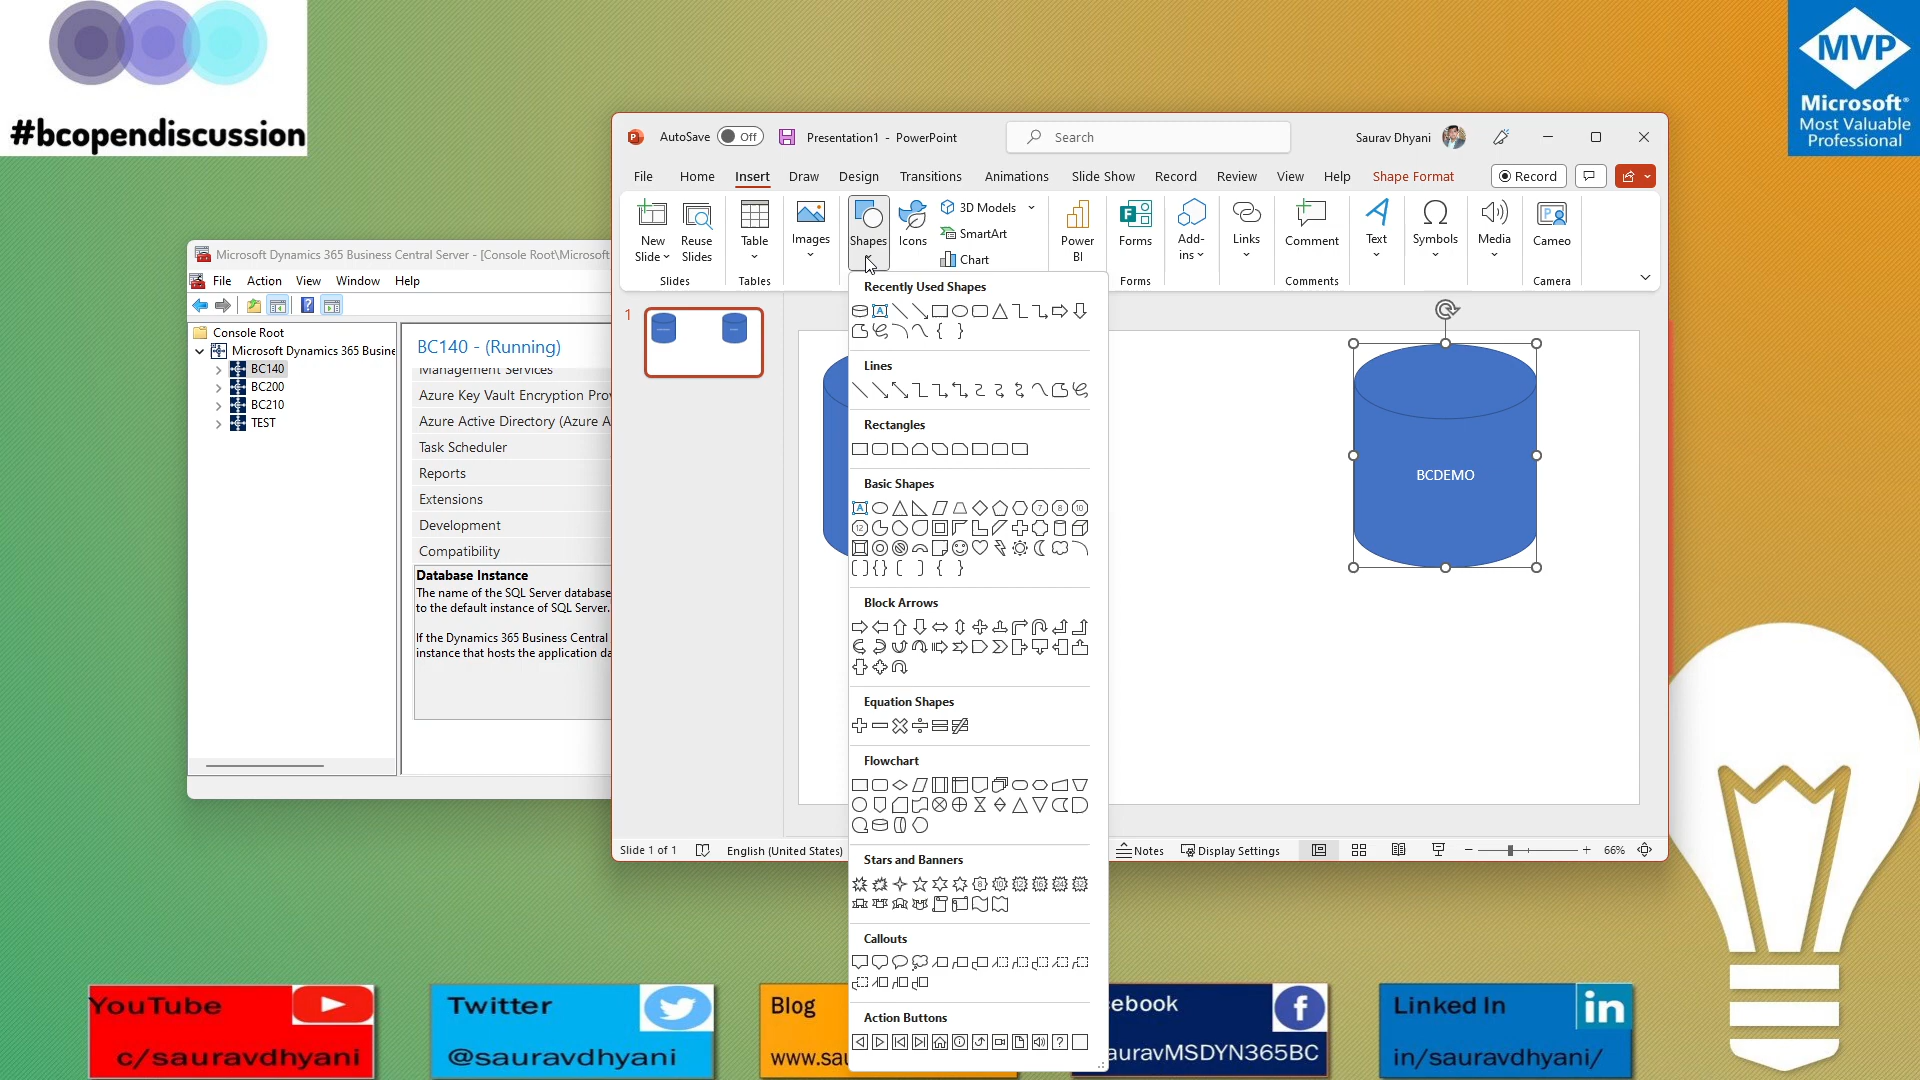 #bcopendiscussion
MVP
Microsoft®
Most Valuable
Professional
AutoSave Off Presentation1 - PowerPoint
Search
Saurav Dhyani
File Home Insert Draw Design Transitions Animations Slide Show Record Review View Help Shape Format
Record
New Slide
Reuse Slides
Slides
Table
Tables
Images
Shapes
Icons
3D Models
SmartArt
Chart
Power BI
Forms
Forms
Add-ins
Links
Comment
Comments
Text
Symbols
Media
Cameo
Camera
Microsoft Dynamics 365 Business Central Server - [Console Root\Microsoft
File Action View Window Help
Console Root
Microsoft Dynamics 365 Busine
BC140
BC200
BC210
TEST
BC140 - (Running)
Management Services
Azure Key Vault Encryption Pro
Azure Active Directory (Azure A
Task Scheduler
Reports
Extensions
Development
Compatibility
Database Instance
The name of the SQL Server database
to the default instance of SQL Server.
If the Dynamics 365 Business Central
instance that hosts the application da
1
Recently Used Shapes
Lines
Rectangles
Basic Shapes
Block Arrows
Equation Shapes
Flowchart
Stars and Banners
Callouts
Action Buttons
BCDEMO
Slide 1 of 1
English (United States)
Notes
Display Settings
66%
YouTube
c/sauravdhyani
Twitter
@sauravdhyani
Blog
www.sau
ebook
auravMSDYN365BC
Linked In
in
in/sauravdhyani/